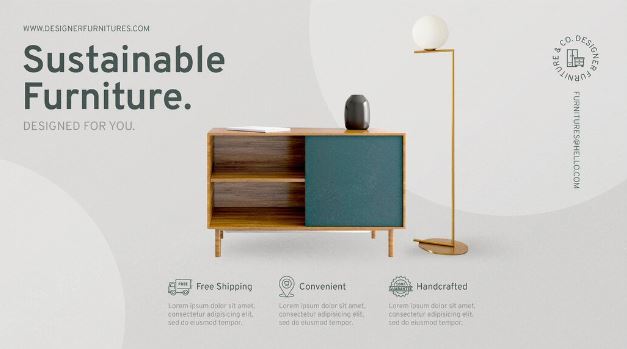 WWW.DESIGNERFURNITURES.COM
Sustainable
Furniture.
DESIGNED FOR YOU.
FURNITURE & CO. DESIGNER
FURNITURES@HELLO.COM
FREE
Free Shipping
Lorem ipsum dolor sit amet,
consectetur adipiscing elit,
sed do eiusmod tempor.
Convenient
Lorem ipsum dolor sit amet,
consectetur adipiscing elit,
sed do eiusmod tempor.
Handcrafted
Lorem ipsum dolor sit amet,
consectetur adipiscing elit,
sed do eiusmod tempor.